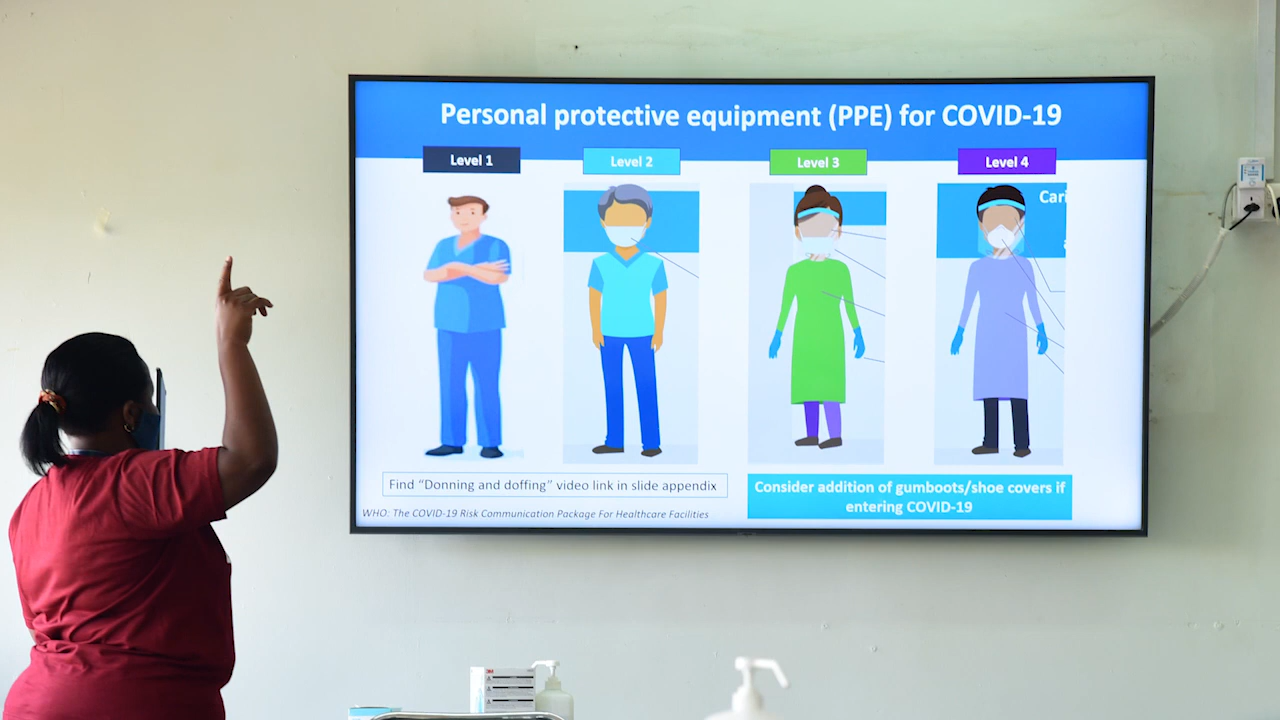 Personal protective equipment (PPE) for COVID-19
Level 1
Level 2
Level 3
Level 4
Cari
Find “Donning and doffing” video link in slide appendix
WHO: The COVID-19 Risk Communication Package For Healthcare Facilities
Consider addition of gumboots/shoe covers if
entering COVID-19
3M